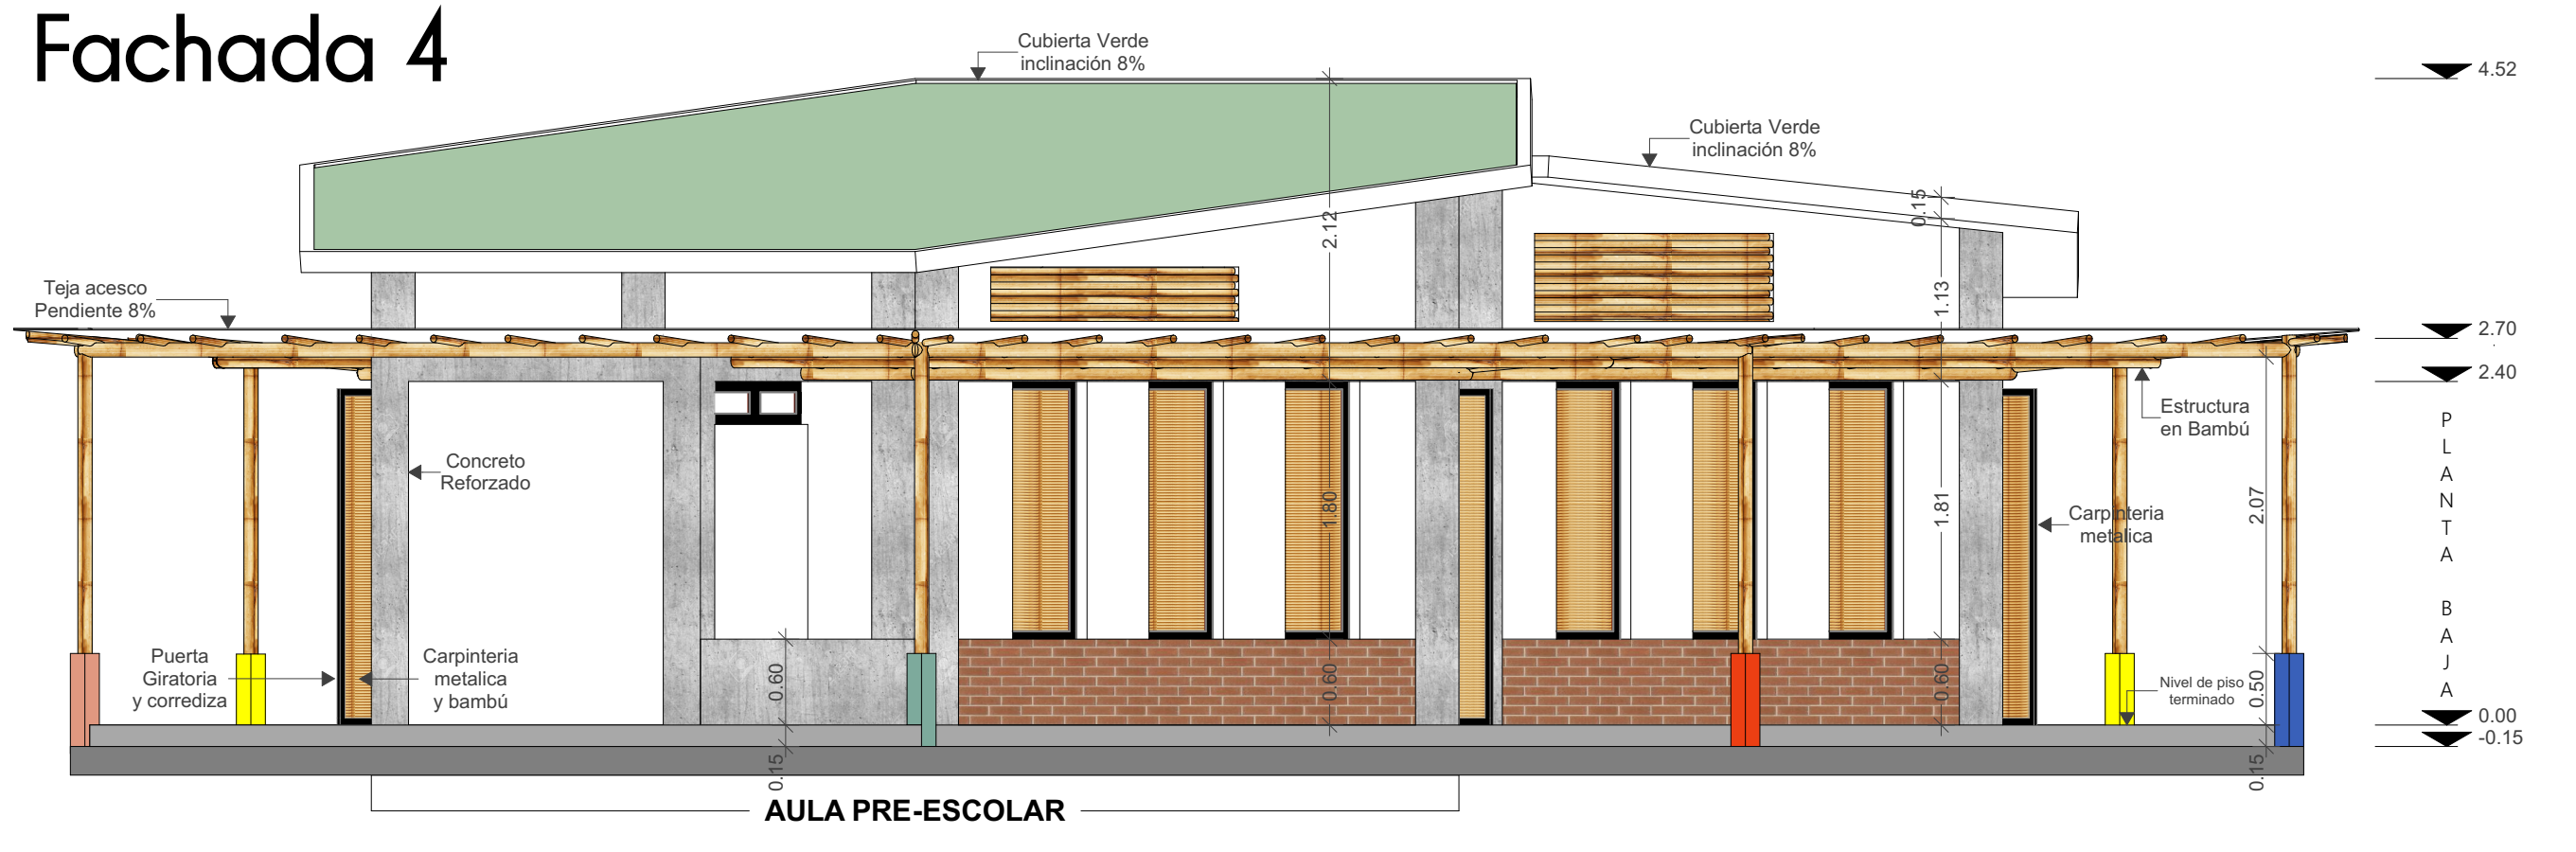 Fachada 4
Cubierta Verde
inclinación 8%
4.52
Cubierta Verde
inclinación 8%
0.15
2.12
Teja acesco
Pendiente 8%
1.13
2.70
2.40
Estructura
en Bambú
Concreto
Reforzado
1.80
1.81
2.07
Carpinteria
metalica
PLANTA BAJA
Puerta
Giratoria
y corrediza
Carpinteria
metalica
y bambú
0.60
0.60
0.60
Nivel de piso
terminado
0.50
0.00
-0.15
0.15
0.15
AULA PRE-ESCOLAR